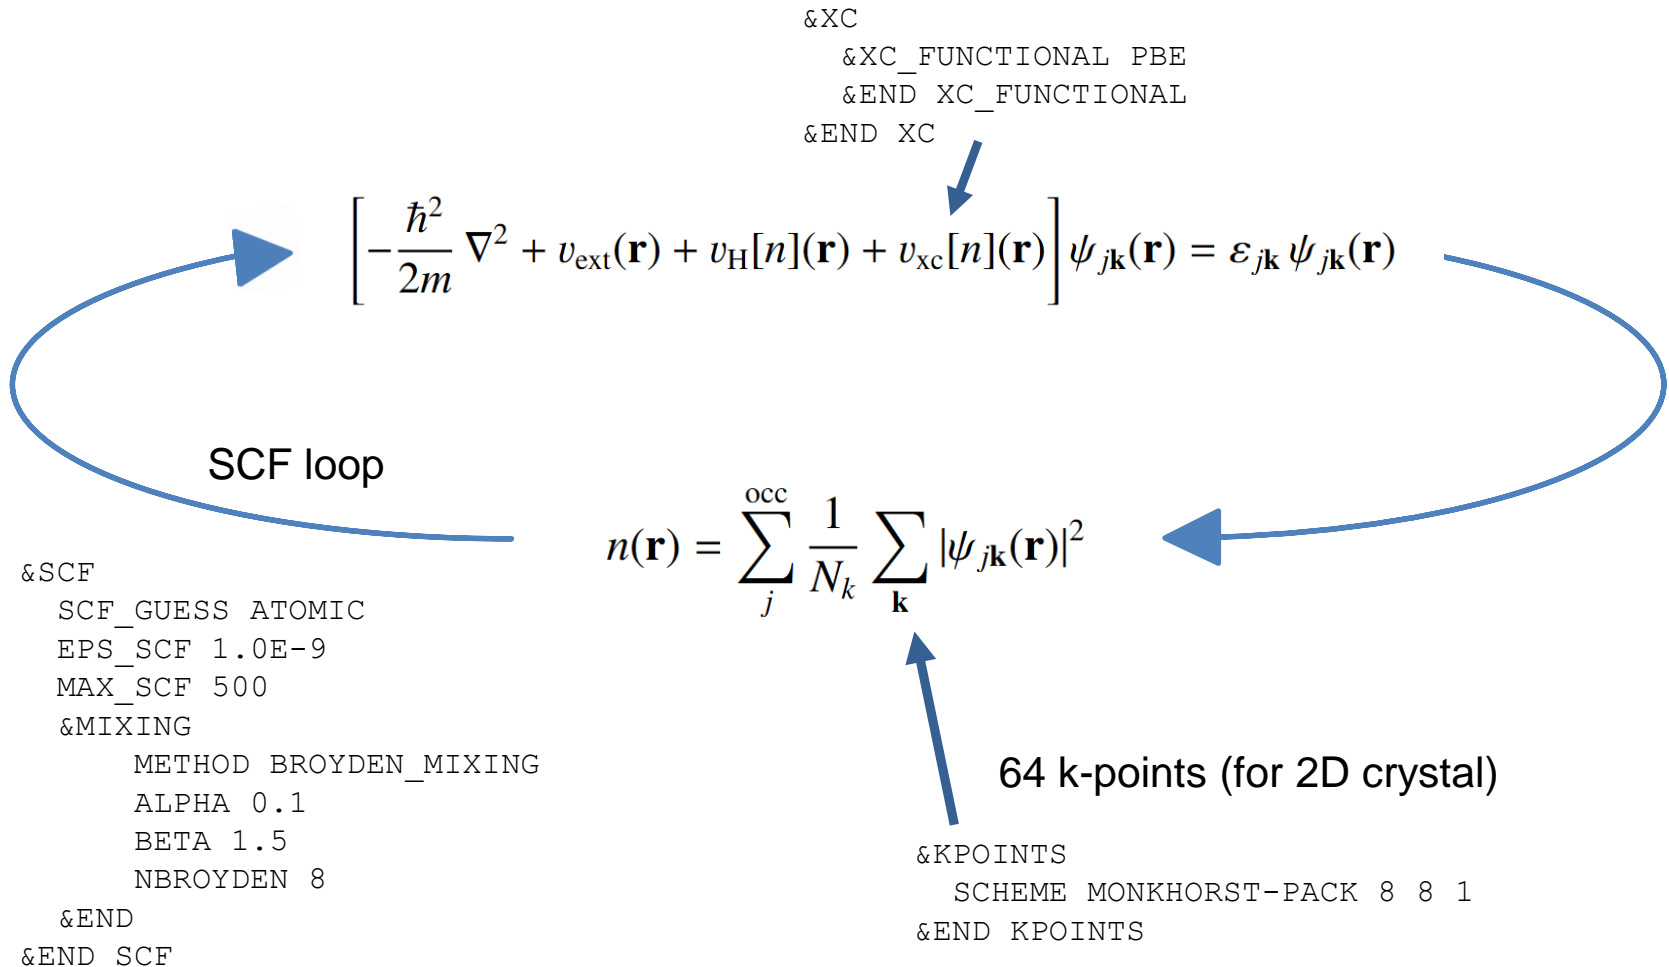 &XC
&XC_FUNCTIONAL PBE
&END XC_FUNCTIONAL
&END XC
[−ℏ²/2m ∇² + v_ext(r) + v_H[n](r) + v_xc[n](r)] ψ_jk(r) = ε_jk ψ_jk(r)
SCF loop
n(r) = ∑_j^occ 1/N_k ∑_k |ψ_jk(r)|²
&SCF
SCF_GUESS ATOMIC
EPS_SCF 1.0E-9
MAX_SCF 500
&MIXING
METHOD BROYDEN_MIXING
ALPHA 0.1
BETA 1.5
NBROYDEN 8
&END
&END SCF
64 k-points (for 2D crystal)
&KPOINTS
SCHEME MONKHORST-PACK 8 8 1
&END KPOINTS